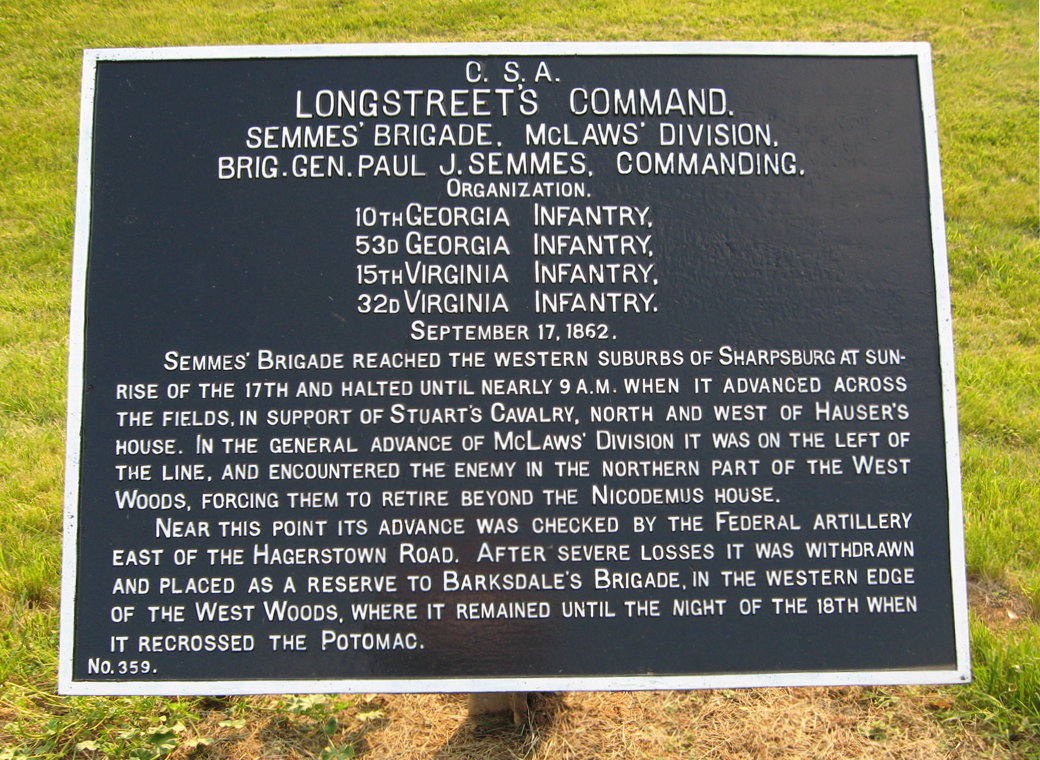 C. S. A.
LONGSTREET'S COMMAND.
SEMMES' BRIGADE, McLAWS' DIVISION,
BRIG. GEN. PAUL J. SEMMES, COMMANDING.
ORGANIZATION.
10TH GEORGIA INFANTRY,
53D GEORGIA INFANTRY,
15TH VIRGINIA INFANTRY,
32D VIRGINIA INFANTRY.
SEPTEMBER 17, 1862.
SEMMES' BRIGADE REACHED THE WESTERN SUBURBS OF SHARPSBURG AT SUN-
RISE OF THE 17TH AND HALTED UNTIL NEARLY 9 A.M. WHEN IT ADVANCED ACROSS
THE FIELDS, IN SUPPORT OF STUART'S CAVALRY, NORTH AND WEST OF HAUSER'S
HOUSE. IN THE GENERAL ADVANCE OF McLAWS' DIVISION IT WAS ON THE LEFT OF
THE LINE, AND ENCOUNTERED THE ENEMY IN THE NORTHERN PART OF THE WEST
WOODS, FORCING THEM TO RETIRE BEYOND THE NICODEMUS HOUSE.
NEAR THIS POINT ITS ADVANCE WAS CHECKED BY THE FEDERAL ARTILLERY
EAST OF THE HAGERSTOWN ROAD. AFTER SEVERE LOSSES IT WAS WITHDRAWN
AND PLACED AS A RESERVE TO BARKSDALE'S BRIGADE, IN THE WESTERN EDGE
OF THE WEST WOODS, WHERE IT REMAINED UNTIL THE NIGHT OF THE 18TH WHEN
IT RECROSSED THE POTOMAC.
No. 359.